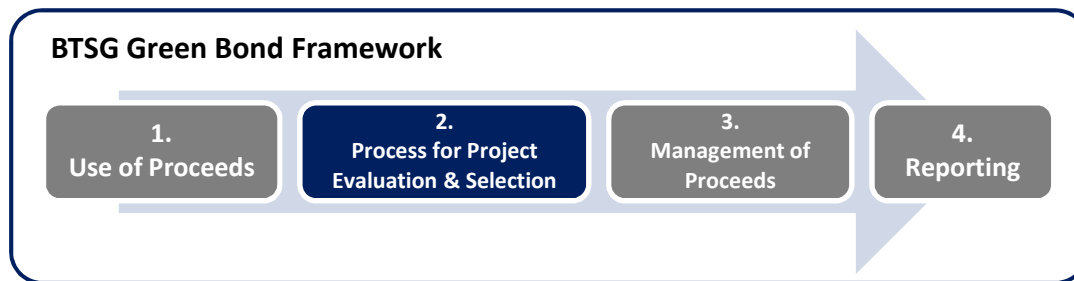 BTSG Green Bond Framework
1.
Use of Proceeds
2.
Process for Project
Evaluation & Selection
3.
Management of
Proceeds
4.
Reporting